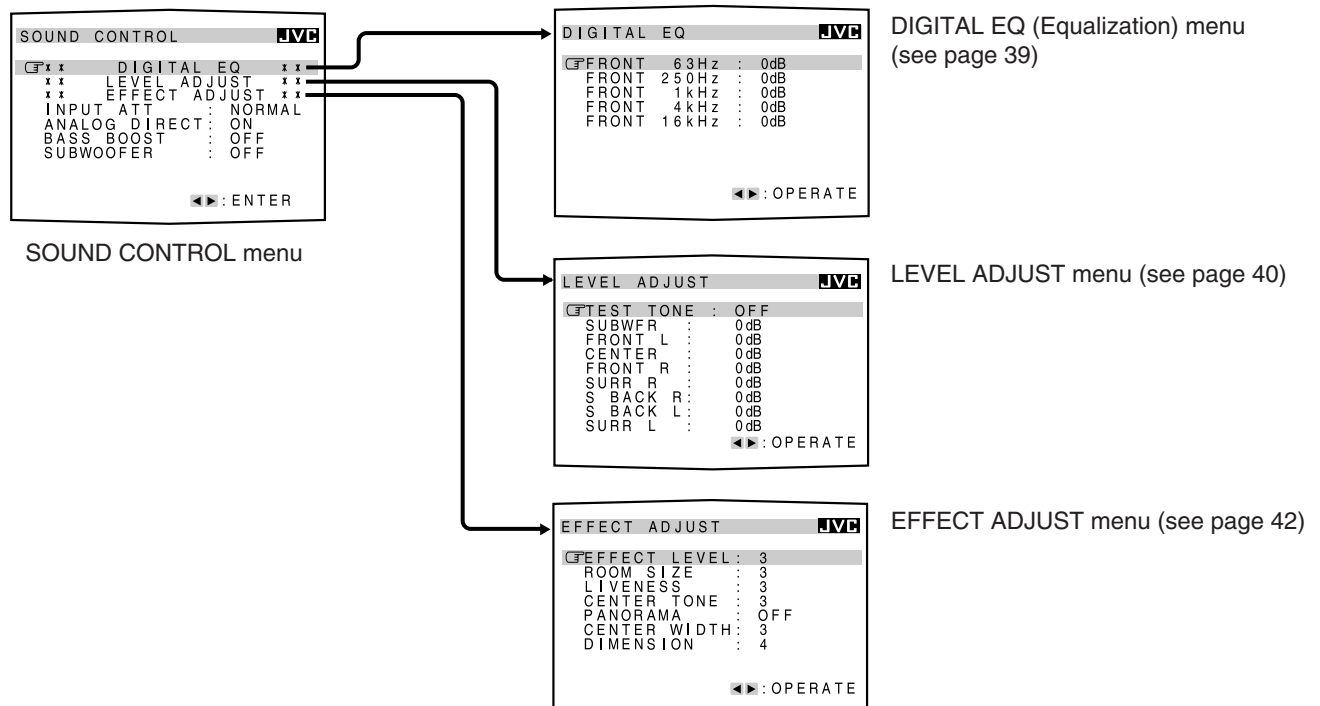 SOUND CONTROL JVC
** DIGITAL EQ **
** LEVEL ADJUST **
** EFFECT ADJUST **
INPUT ATT : NORMAL
ANALOG DIRECT: ON
BASS BOOST : OFF
SUBWOOFER : OFF
◄►:ENTER
SOUND CONTROL menu
DIGITAL EQ JVC
FRONT 63Hz : 0dB
FRONT 250Hz : 0dB
FRONT 1kHz : 0dB
FRONT 4kHz : 0dB
FRONT 16kHz : 0dB
◄►:OPERATE
DIGITAL EQ (Equalization) menu
(see page 39)
LEVEL ADJUST JVC
TEST TONE : OFF
SUBWFR : 0dB
FRONT L : 0dB
CENTER : 0dB
FRONT R : 0dB
SURR R : 0dB
S BACK R: 0dB
S BACK L: 0dB
SURR L : 0dB
◄►:OPERATE
LEVEL ADJUST menu (see page 40)
EFFECT ADJUST JVC
EFFECT LEVEL: 3
ROOM SIZE : 3
LIVENESS : 3
CENTER TONE : 3
PANORAMA : OFF
CENTER WIDTH: 3
DIMENSION : 4
◄►:OPERATE
EFFECT ADJUST menu (see page 42)